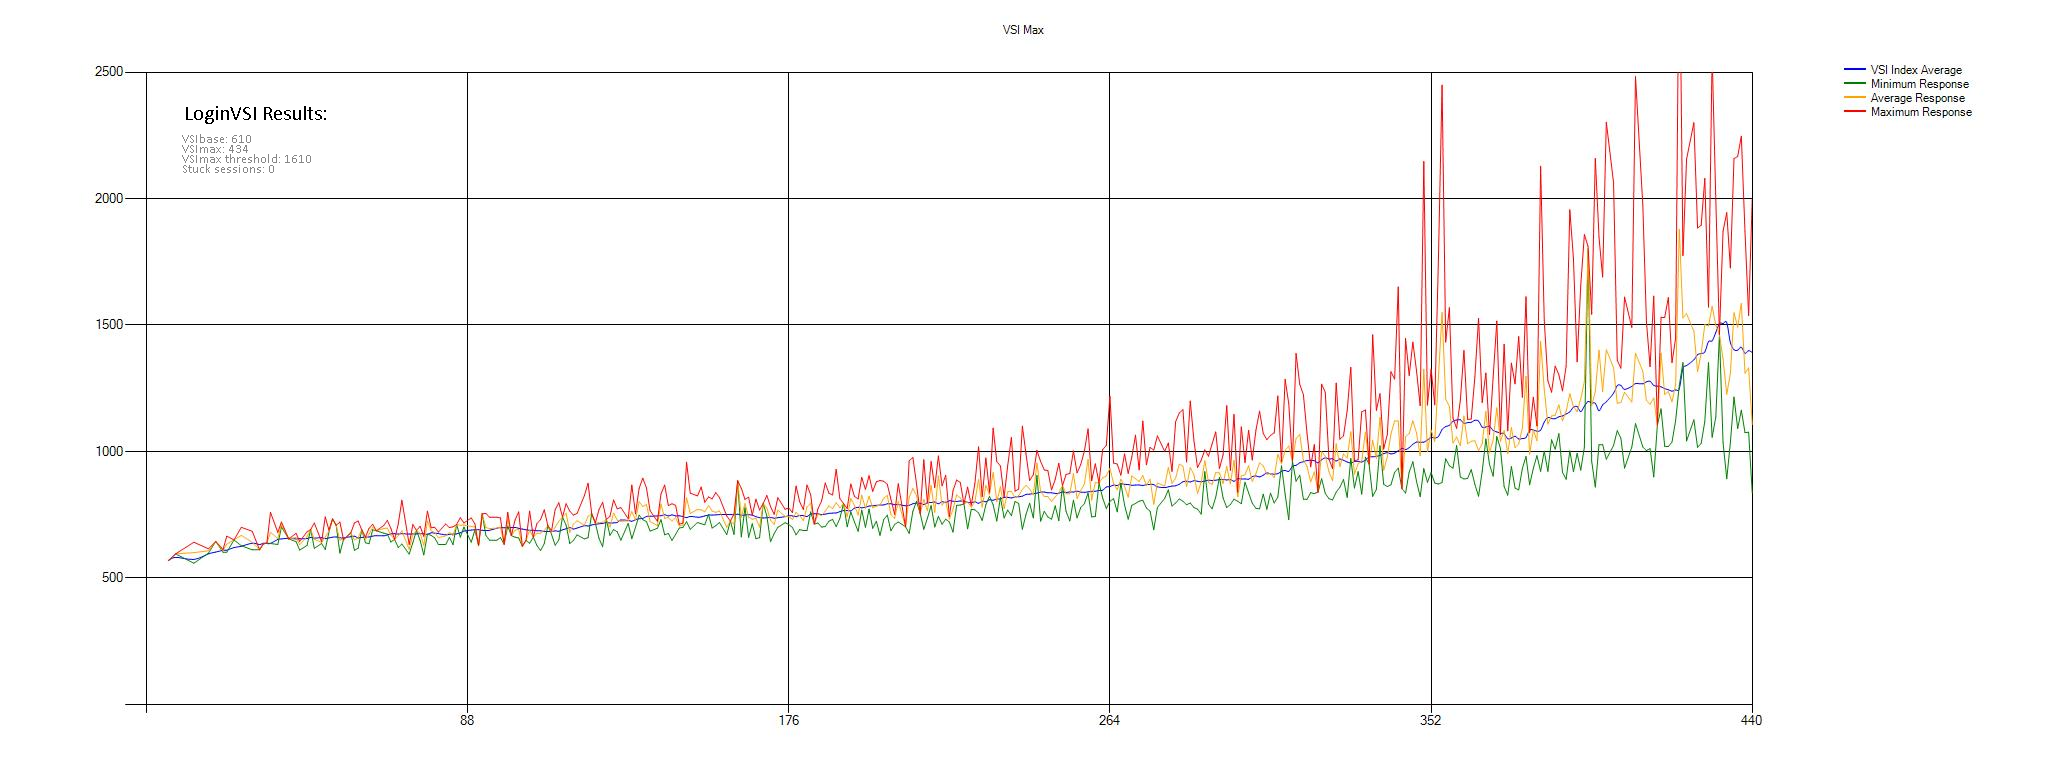 VSI Max
2500
2000
1500
1000
500
LoginVSI Results:
VSIbase: 610
VSImax: 434
VSImax threshold: 1610
Stuck sessions: 0
VSI Index Average
Minimum Response
Average Response
Maximum Response
88 176 264 352 440